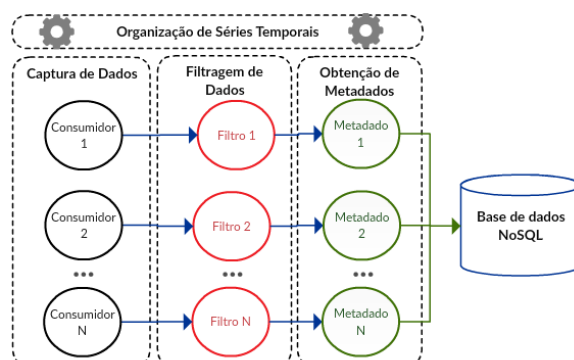 Organização de Séries Temporais
Captura de Dados
Filtragem de
Dados
Obtenção de
Metadados
Consumidor
1
Filtro 1
Metadado
1
Consumidor
2
Filtro 2
Metadado
2
...
...
...
Consumidor
N
Filtro N
Metadado
N
Base de dados
NoSQL